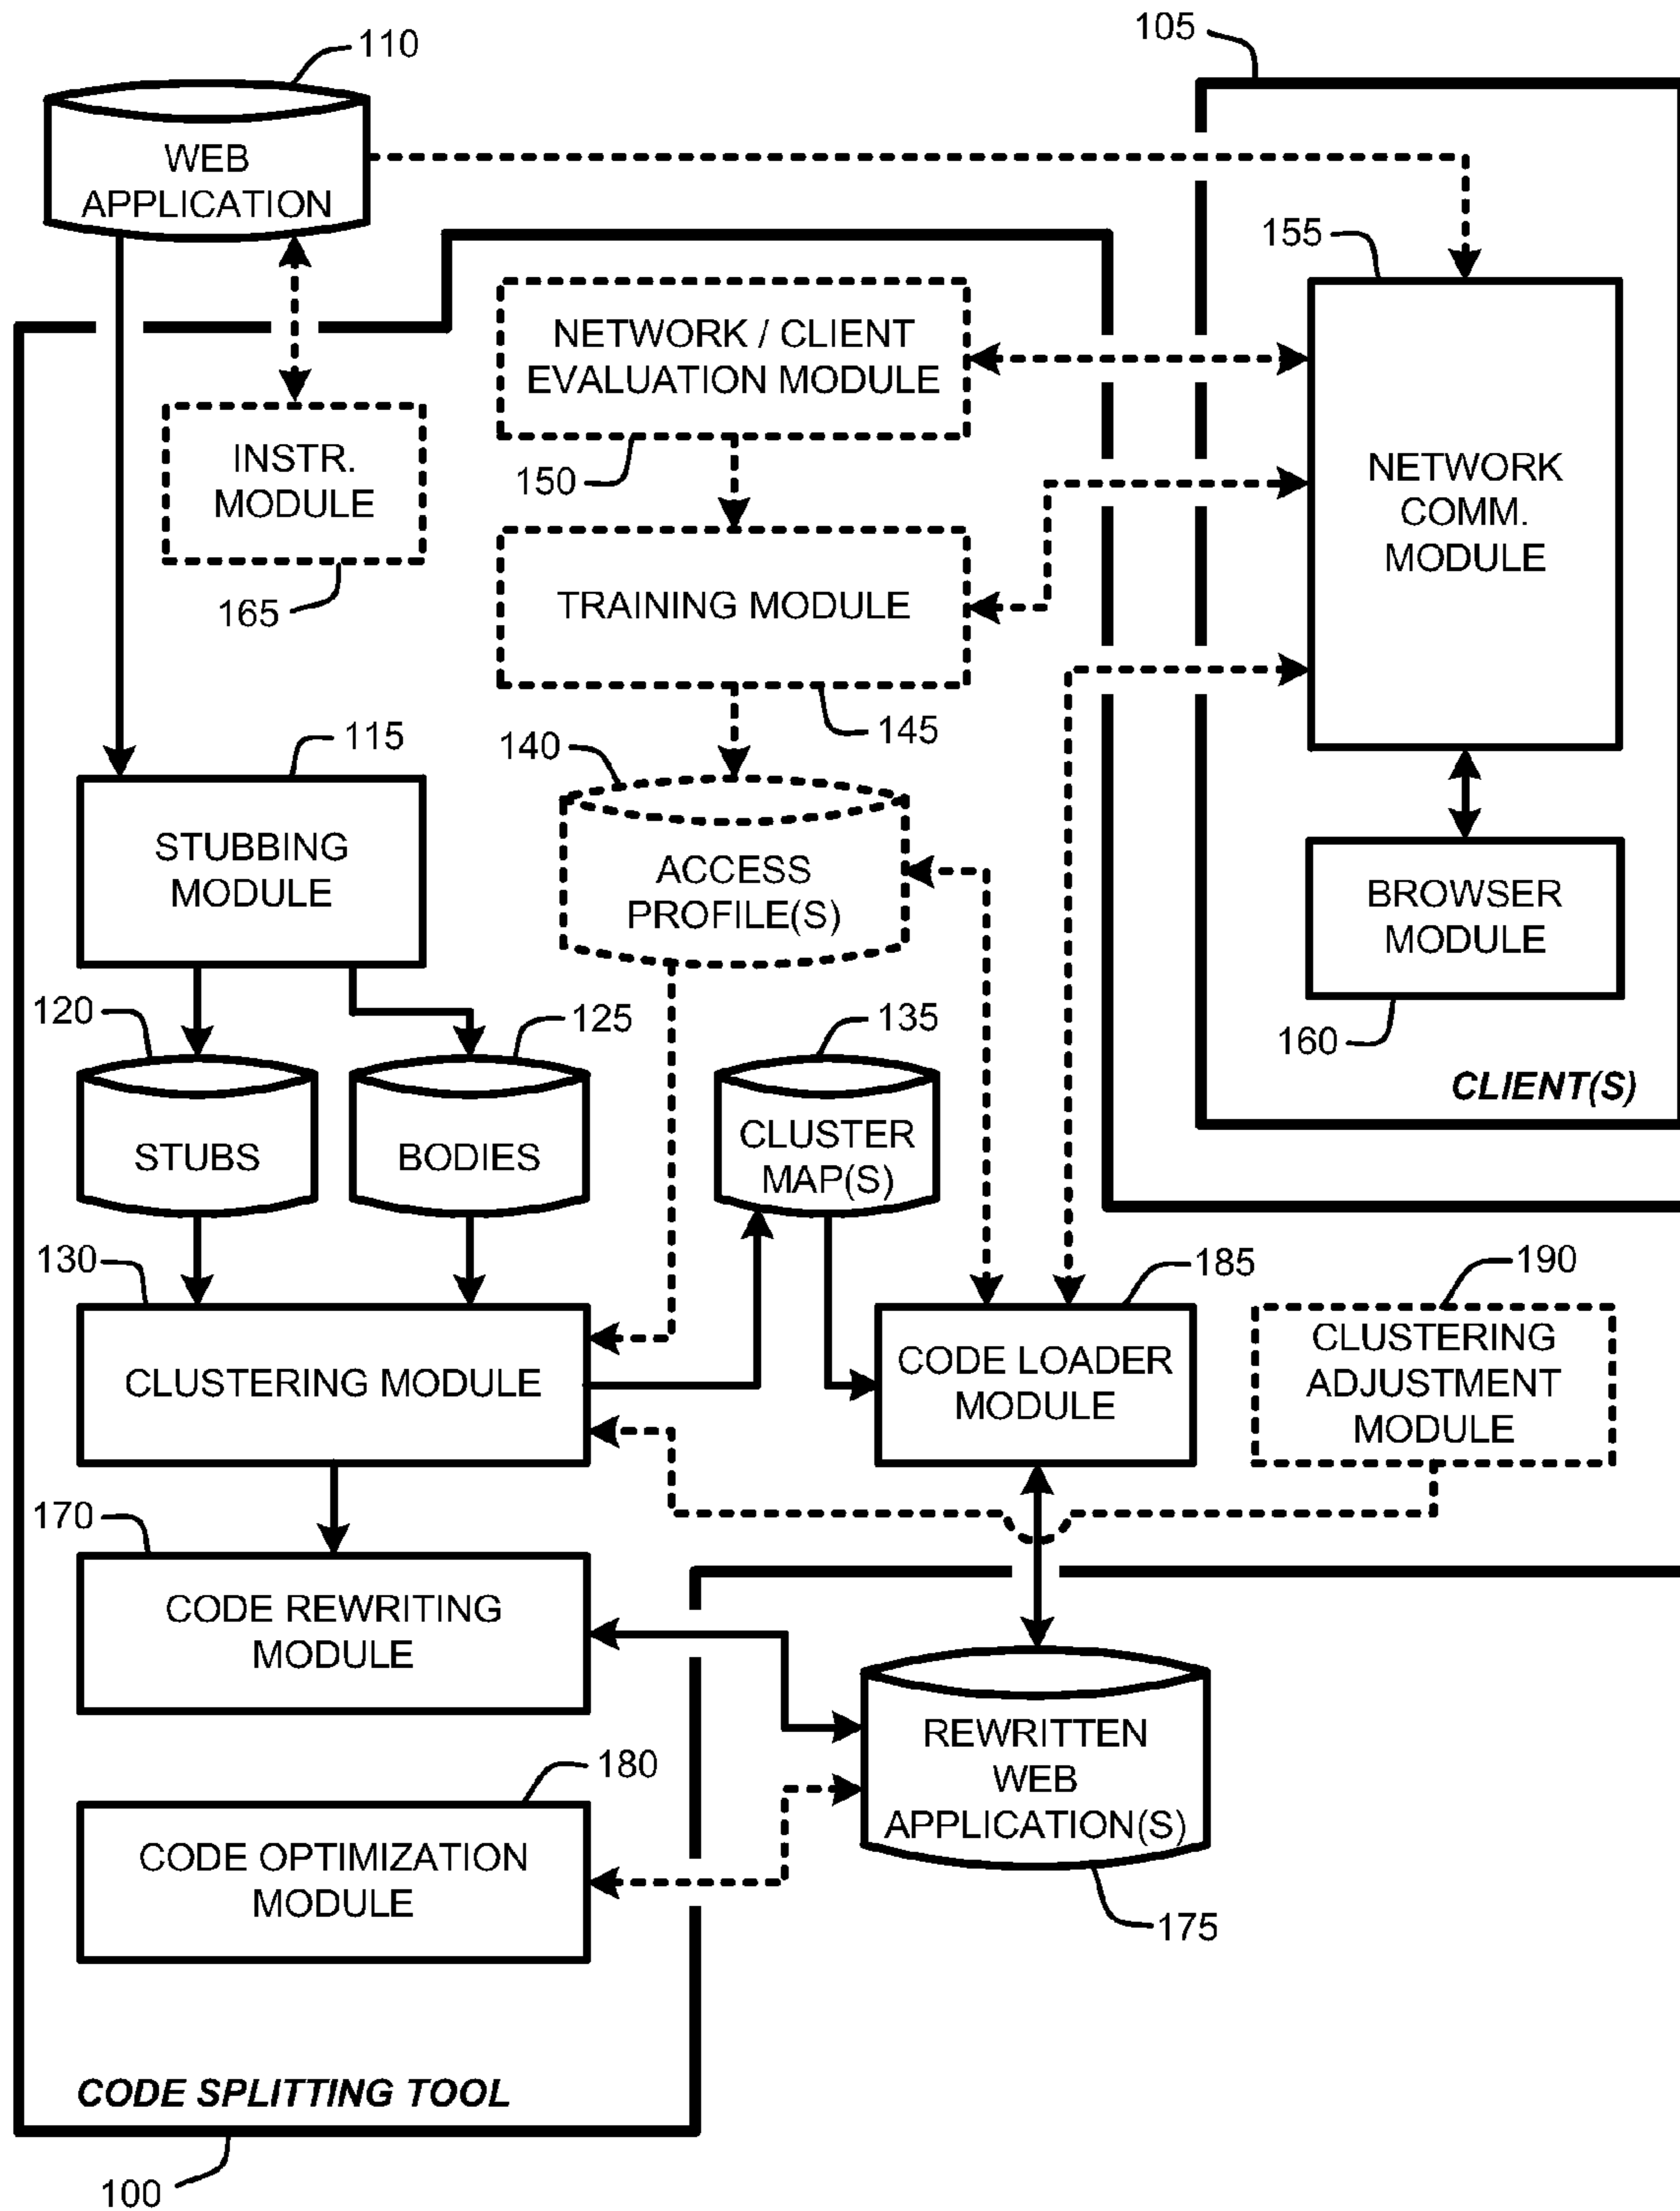 110
105
WEB
APPLICATION
155
NETWORK / CLIENT
EVALUATION MODULE
150
INSTR.
MODULE
165
NETWORK
COMM.
MODULE
TRAINING MODULE
145
140
115
STUBBING
MODULE
ACCESS
PROFILE(S)
BROWSER
MODULE
160
CLIENT(S)
120
125
135
STUBS
BODIES
CLUSTER
MAP(S)
130
185
190
CLUSTERING MODULE
CODE LOADER
MODULE
CLUSTERING
ADJUSTMENT
MODULE
170
CODE REWRITING
MODULE
REWRITTEN
WEB
APPLICATION(S)
175
180
CODE OPTIMIZATION
MODULE
CODE SPLITTING TOOL
100